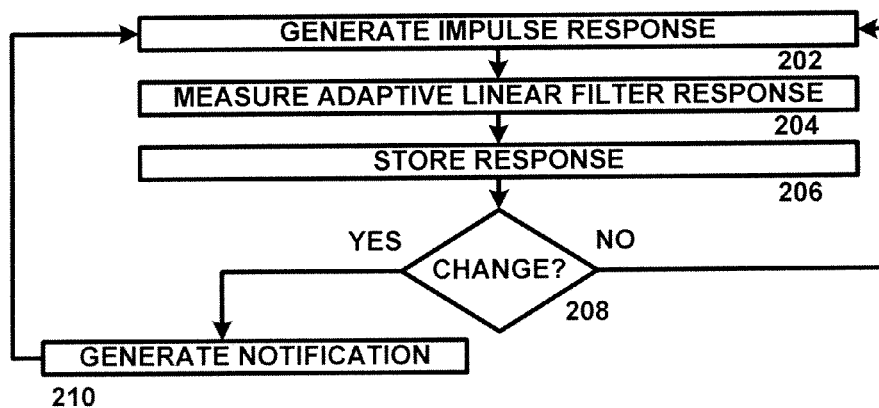 GENERATE IMPULSE RESPONSE
202
MEASURE ADAPTIVE LINEAR FILTER RESPONSE
204
STORE RESPONSE
206
YES
NO
CHANGE?
208
GENERATE NOTIFICATION
210